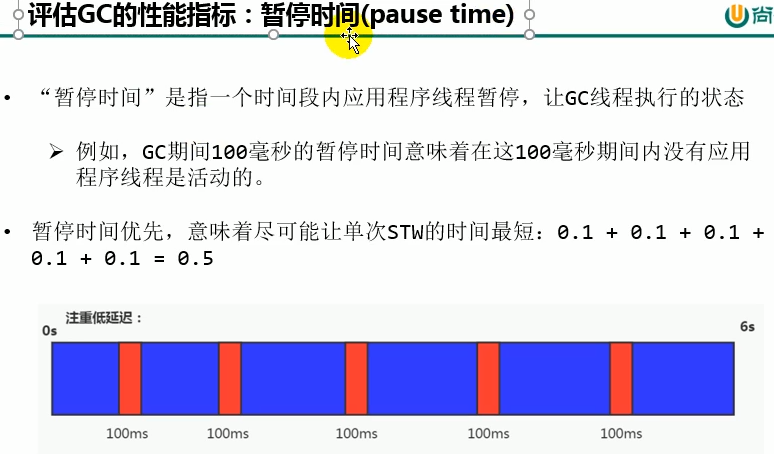 评估GC的性能指标：暂停时间(pause time)
尚
• “暂停时间”是指一个时间段内应用程序线程暂停，让GC线程执行的状态
➢ 例如，GC期间100毫秒的暂停时间意味着在这100毫秒期间内没有应用
程序线程是活动的。
• 暂停时间优先，意味着尽可能让单次STW的时间最短：0.1 + 0.1 + 0.1 +
0.1 + 0.1 = 0.5
注重低延迟：
0s
6s
100ms 100ms 100ms 100ms 100ms